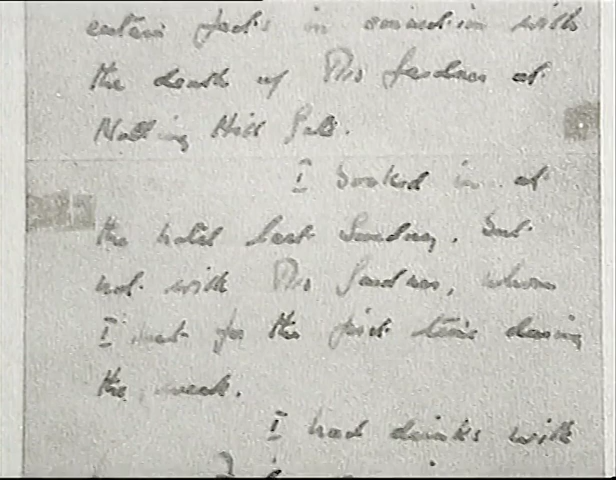 certain facts in connection with
the death of Mrs Gardner at
Notting Hill Gate.
I booked in at
the hotel last Sunday, but
not with Mrs Gardner, whom
I met for the first time during
the week.
I had drinks with